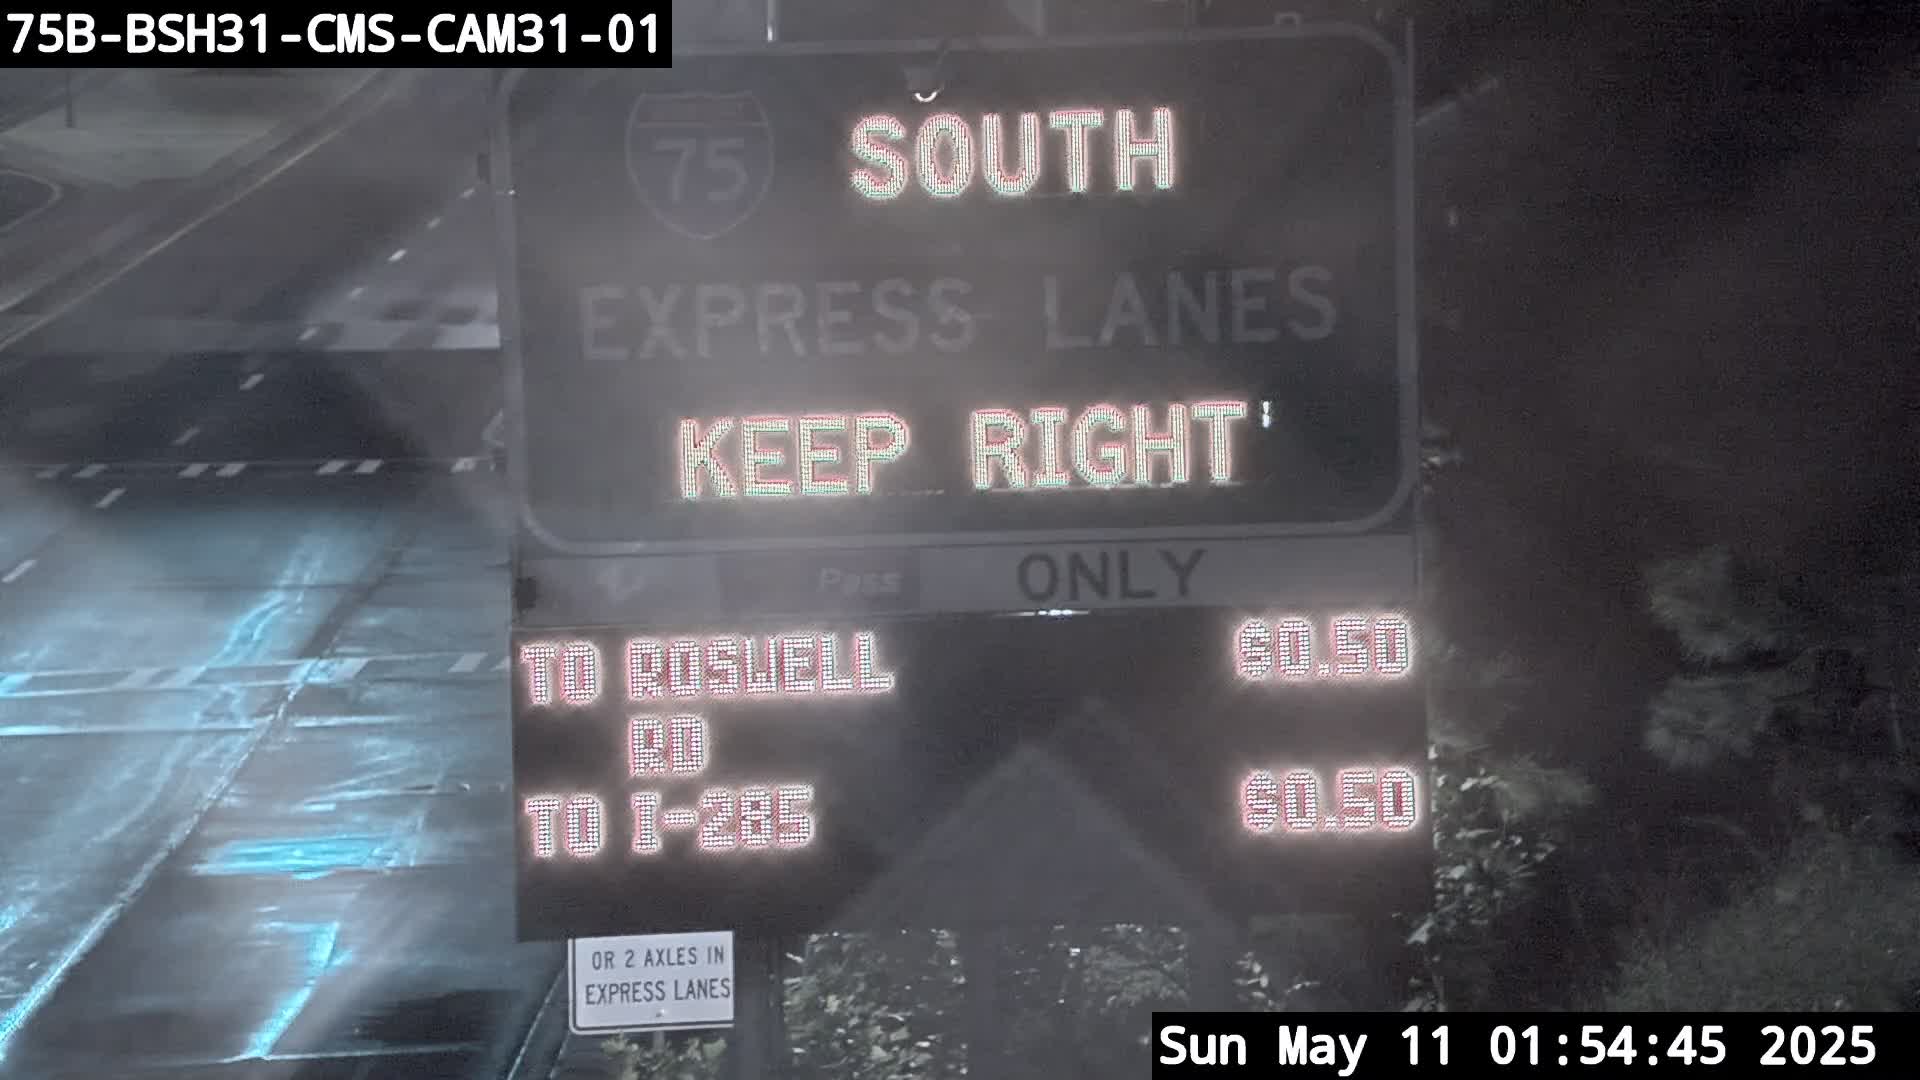 75B-BSH31-CMS-CAM31-01
75 SOUTH
EXPRESS LANES
KEEP RIGHT
Pass ONLY
TO ROSWELL $0.50
RD
TO I-285 $0.50
OR 2 AXLES IN
EXPRESS LANES
Sun May 11 01:54:45 2025